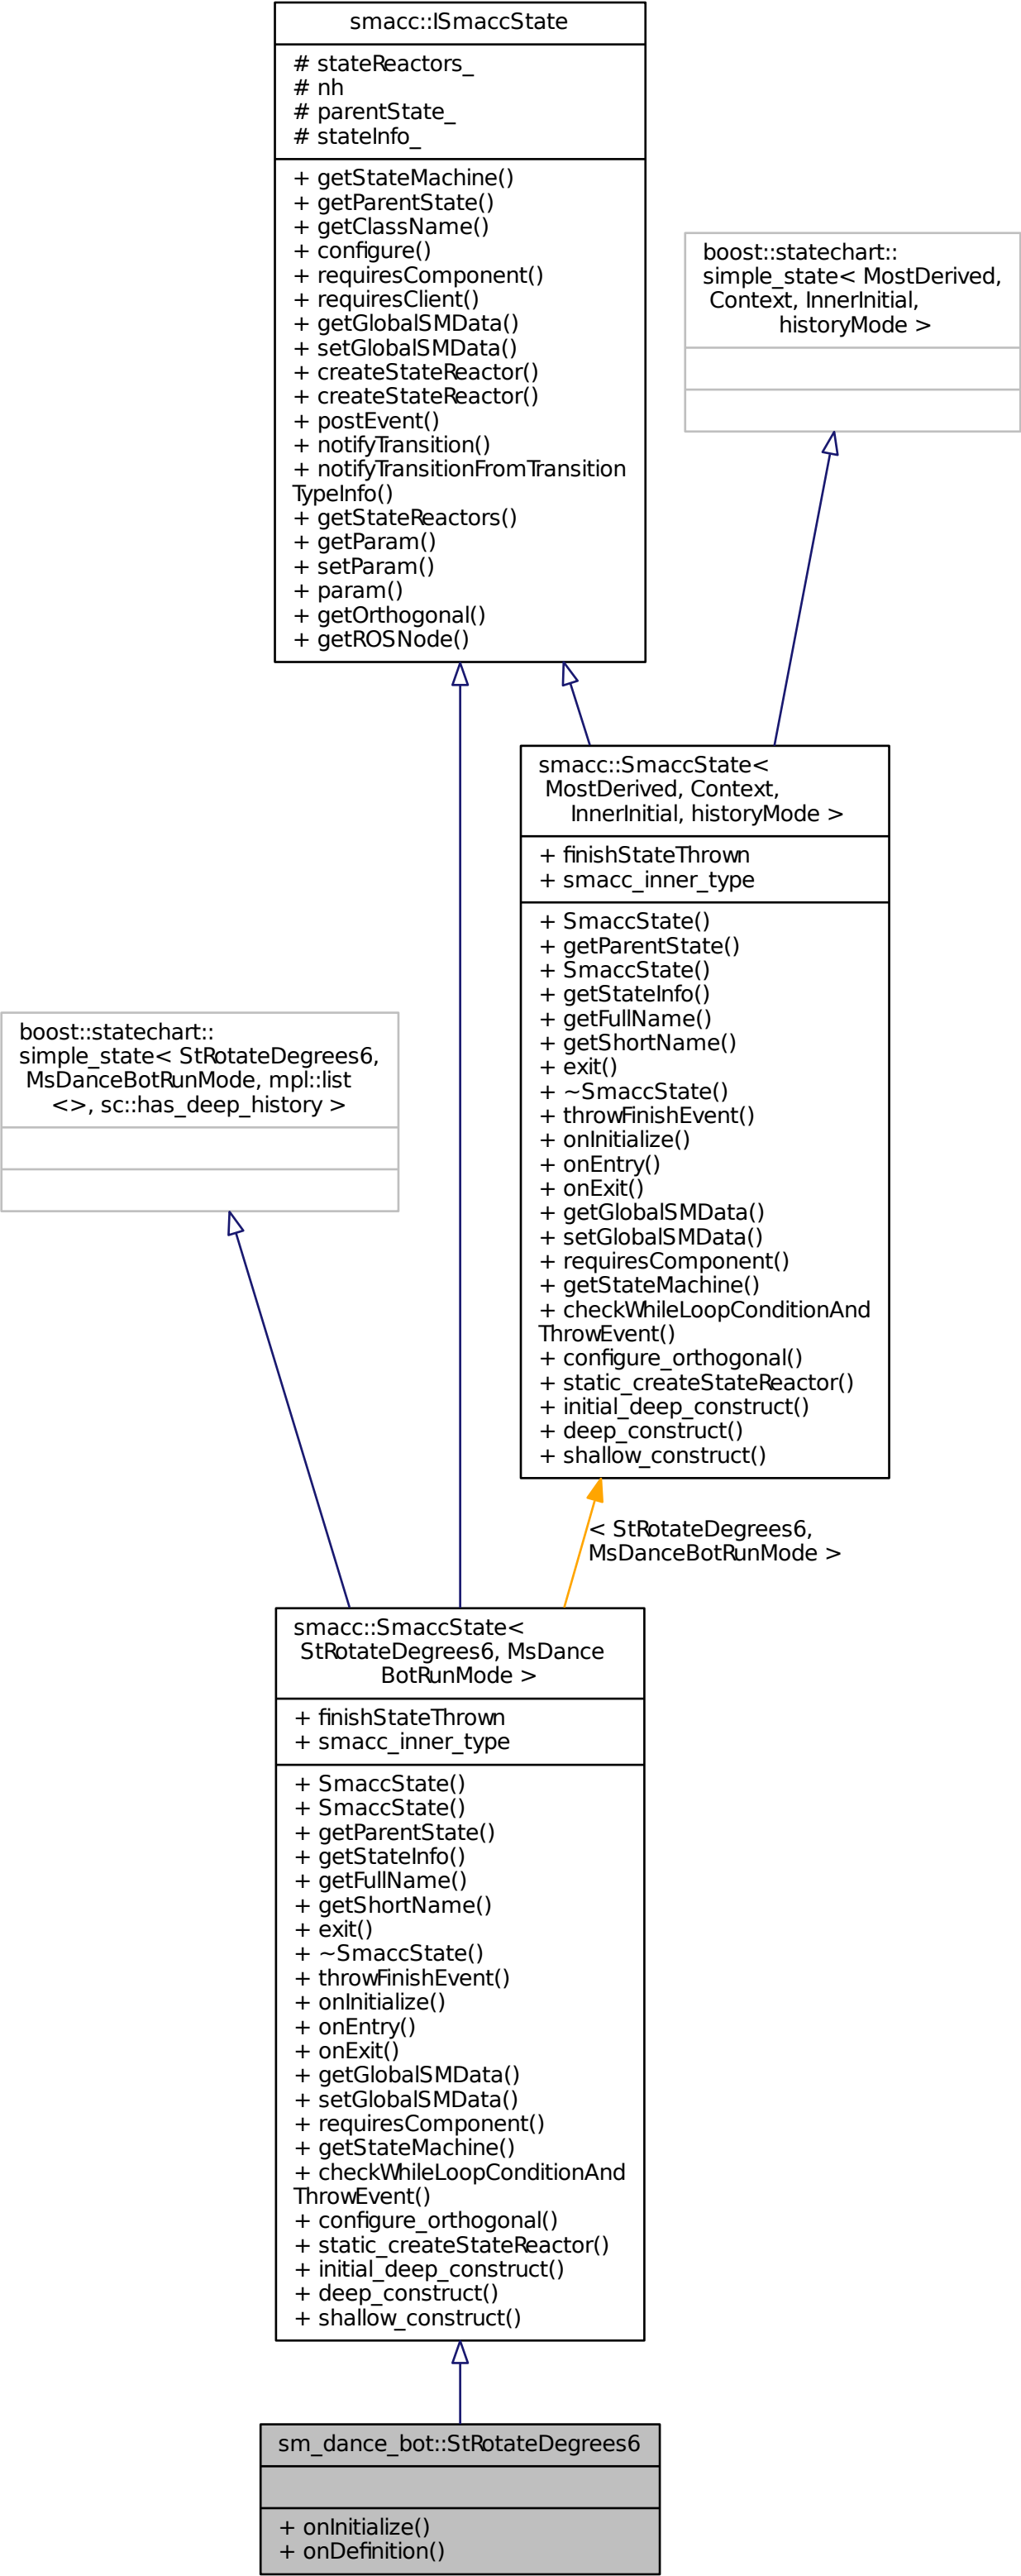 smacc::ISmaccState
# stateReactors_
# nh
# parentState_
# stateInfo_
+ getStateMachine()
+ getParentState()
+ getClassName()
+ configure()
+ requiresComponent()
+ requiresClient()
+ getGlobalSMData()
+ setGlobalSMData()
+ createStateReactor()
+ createStateReactor()
+ postEvent()
+ notifyTransition()
+ notifyTransitionFromTransition
TypeInfo()
+ getStateReactors()
+ getParam()
+ setParam()
+ param()
+ getOrthogonal()
+ getROSNode()
boost::statechart::
simple_state< MostDerived,
Context, InnerInitial,
historyMode >
smacc::SmaccState<
MostDerived, Context,
InnerInitial, historyMode >
+ finishStateThrown
+ smacc_inner_type
+ SmaccState()
+ getParentState()
+ SmaccState()
+ getStateInfo()
+ getFullName()
+ getShortName()
+ exit()
+ ~SmaccState()
+ throwFinishEvent()
+ onInitialize()
+ onEntry()
+ onExit()
+ getGlobalSMData()
+ setGlobalSMData()
+ requiresComponent()
+ getStateMachine()
+ checkWhileLoopConditionAnd
ThrowEvent()
+ configure_orthogonal()
+ static_createStateReactor()
+ initial_deep_construct()
+ deep_construct()
+ shallow_construct()
boost::statechart::
simple_state< StRotateDegrees6,
MsDanceBotRunMode, mpl::list
<>, sc::has_deep_history >
< StRotateDegrees6,
MsDanceBotRunMode >
smacc::SmaccState<
StRotateDegrees6, MsDance
BotRunMode >
+ finishStateThrown
+ smacc_inner_type
+ SmaccState()
+ SmaccState()
+ getParentState()
+ getStateInfo()
+ getFullName()
+ getShortName()
+ exit()
+ ~SmaccState()
+ throwFinishEvent()
+ onInitialize()
+ onEntry()
+ onExit()
+ getGlobalSMData()
+ setGlobalSMData()
+ requiresComponent()
+ getStateMachine()
+ checkWhileLoopConditionAnd
ThrowEvent()
+ configure_orthogonal()
+ static_createStateReactor()
+ initial_deep_construct()
+ deep_construct()
+ shallow_construct()
sm_dance_bot::StRotateDegrees6
+ onInitialize()
+ onDefinition()